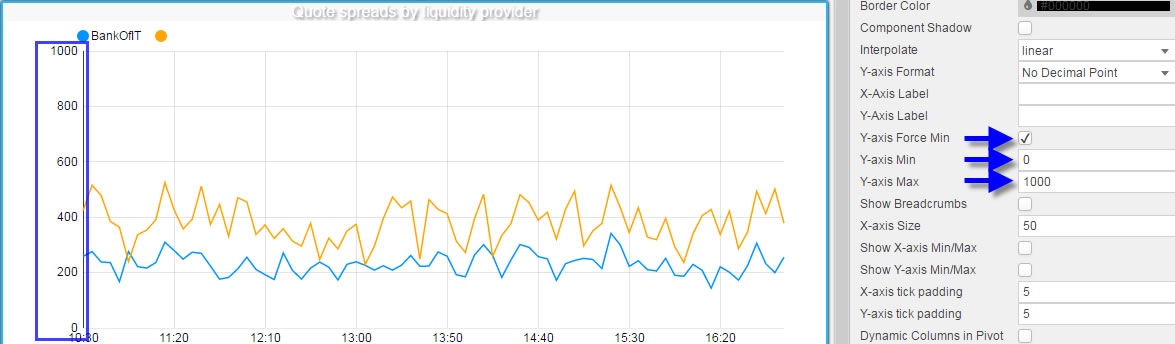 Quote spreads by liquidity provider
BankOfIT
1000
800
600
400
200
0
10:30 11:20 12:10 13:00 13:50 14:40 15:30 16:20
Border Color #000000
Component Shadow
Interpolate linear
Y-axis Format No Decimal Point
X-Axis Label
Y-Axis Label
Y-axis Force Min
Y-axis Min 0
Y-axis Max 1000
Show Breadcrumbs
X-axis Size 50
Show X-axis Min/Max
Show Y-axis Min/Max
X-axis tick padding 5
Y-axis tick padding 5
Dynamic Columns in Pivot